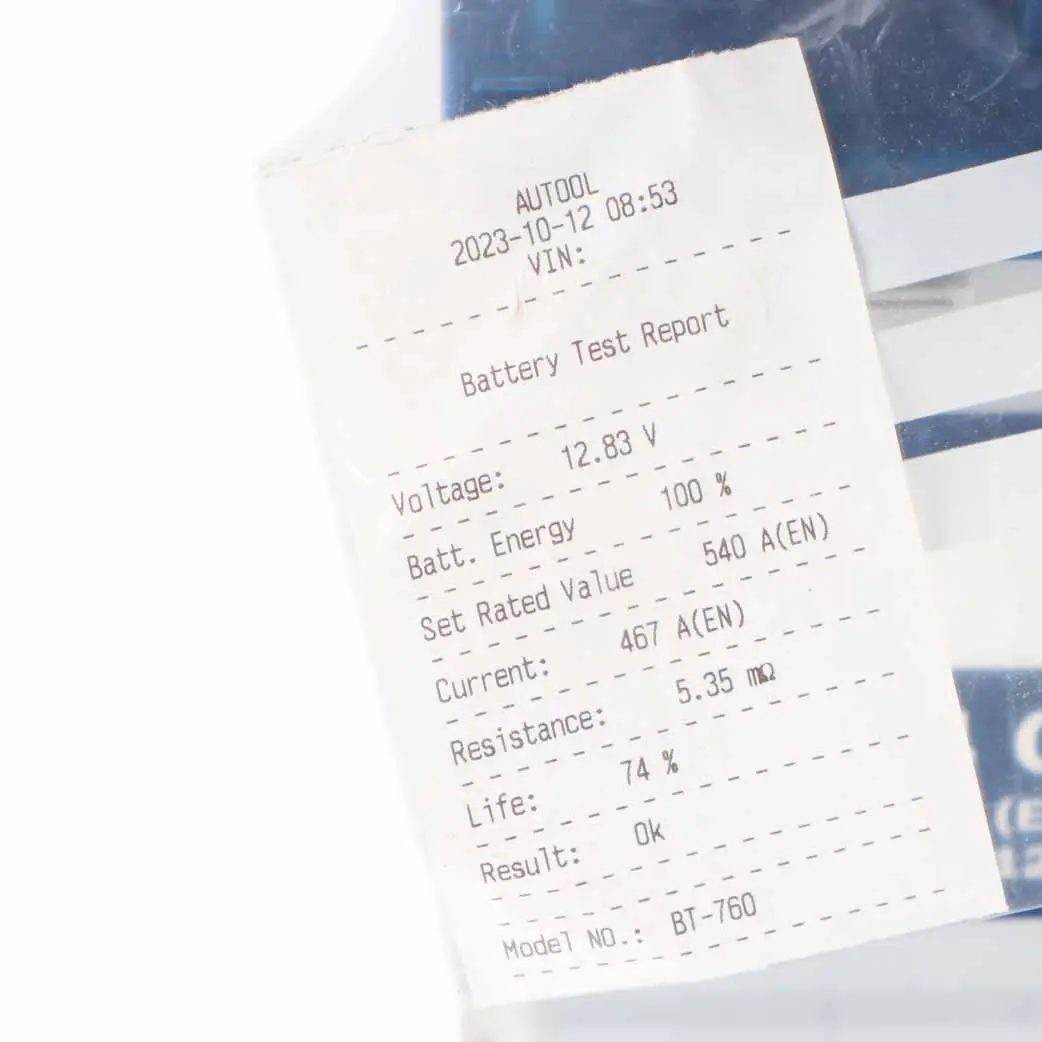 AUTOOL
2023-10-12 08:53
VIN:
Battery Test Report
Voltage: 12.83 V
Batt. Energy 100 %
Set Rated Value 540 A(EN)
Current: 467 A(EN)
Resistance: 5.35 mΩ
Life: 74 %
Result: Ok
Model NO.: BT-760
(E
12